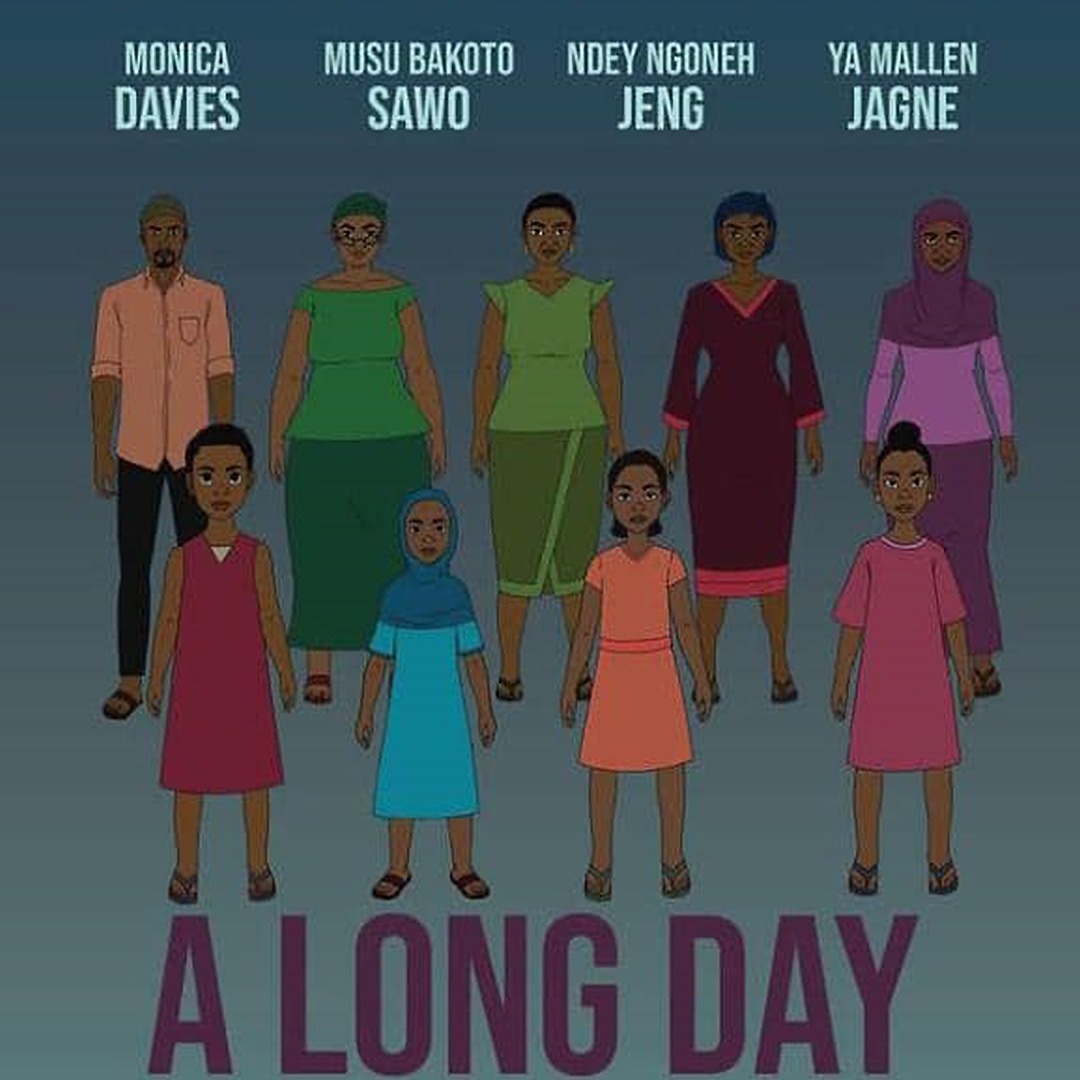 MONICA
DAVIES
MUSU BAKOTO
SAWO
NDEY NGONEH
JENG
YA MALLEN
JAGNE
A LONG DAY